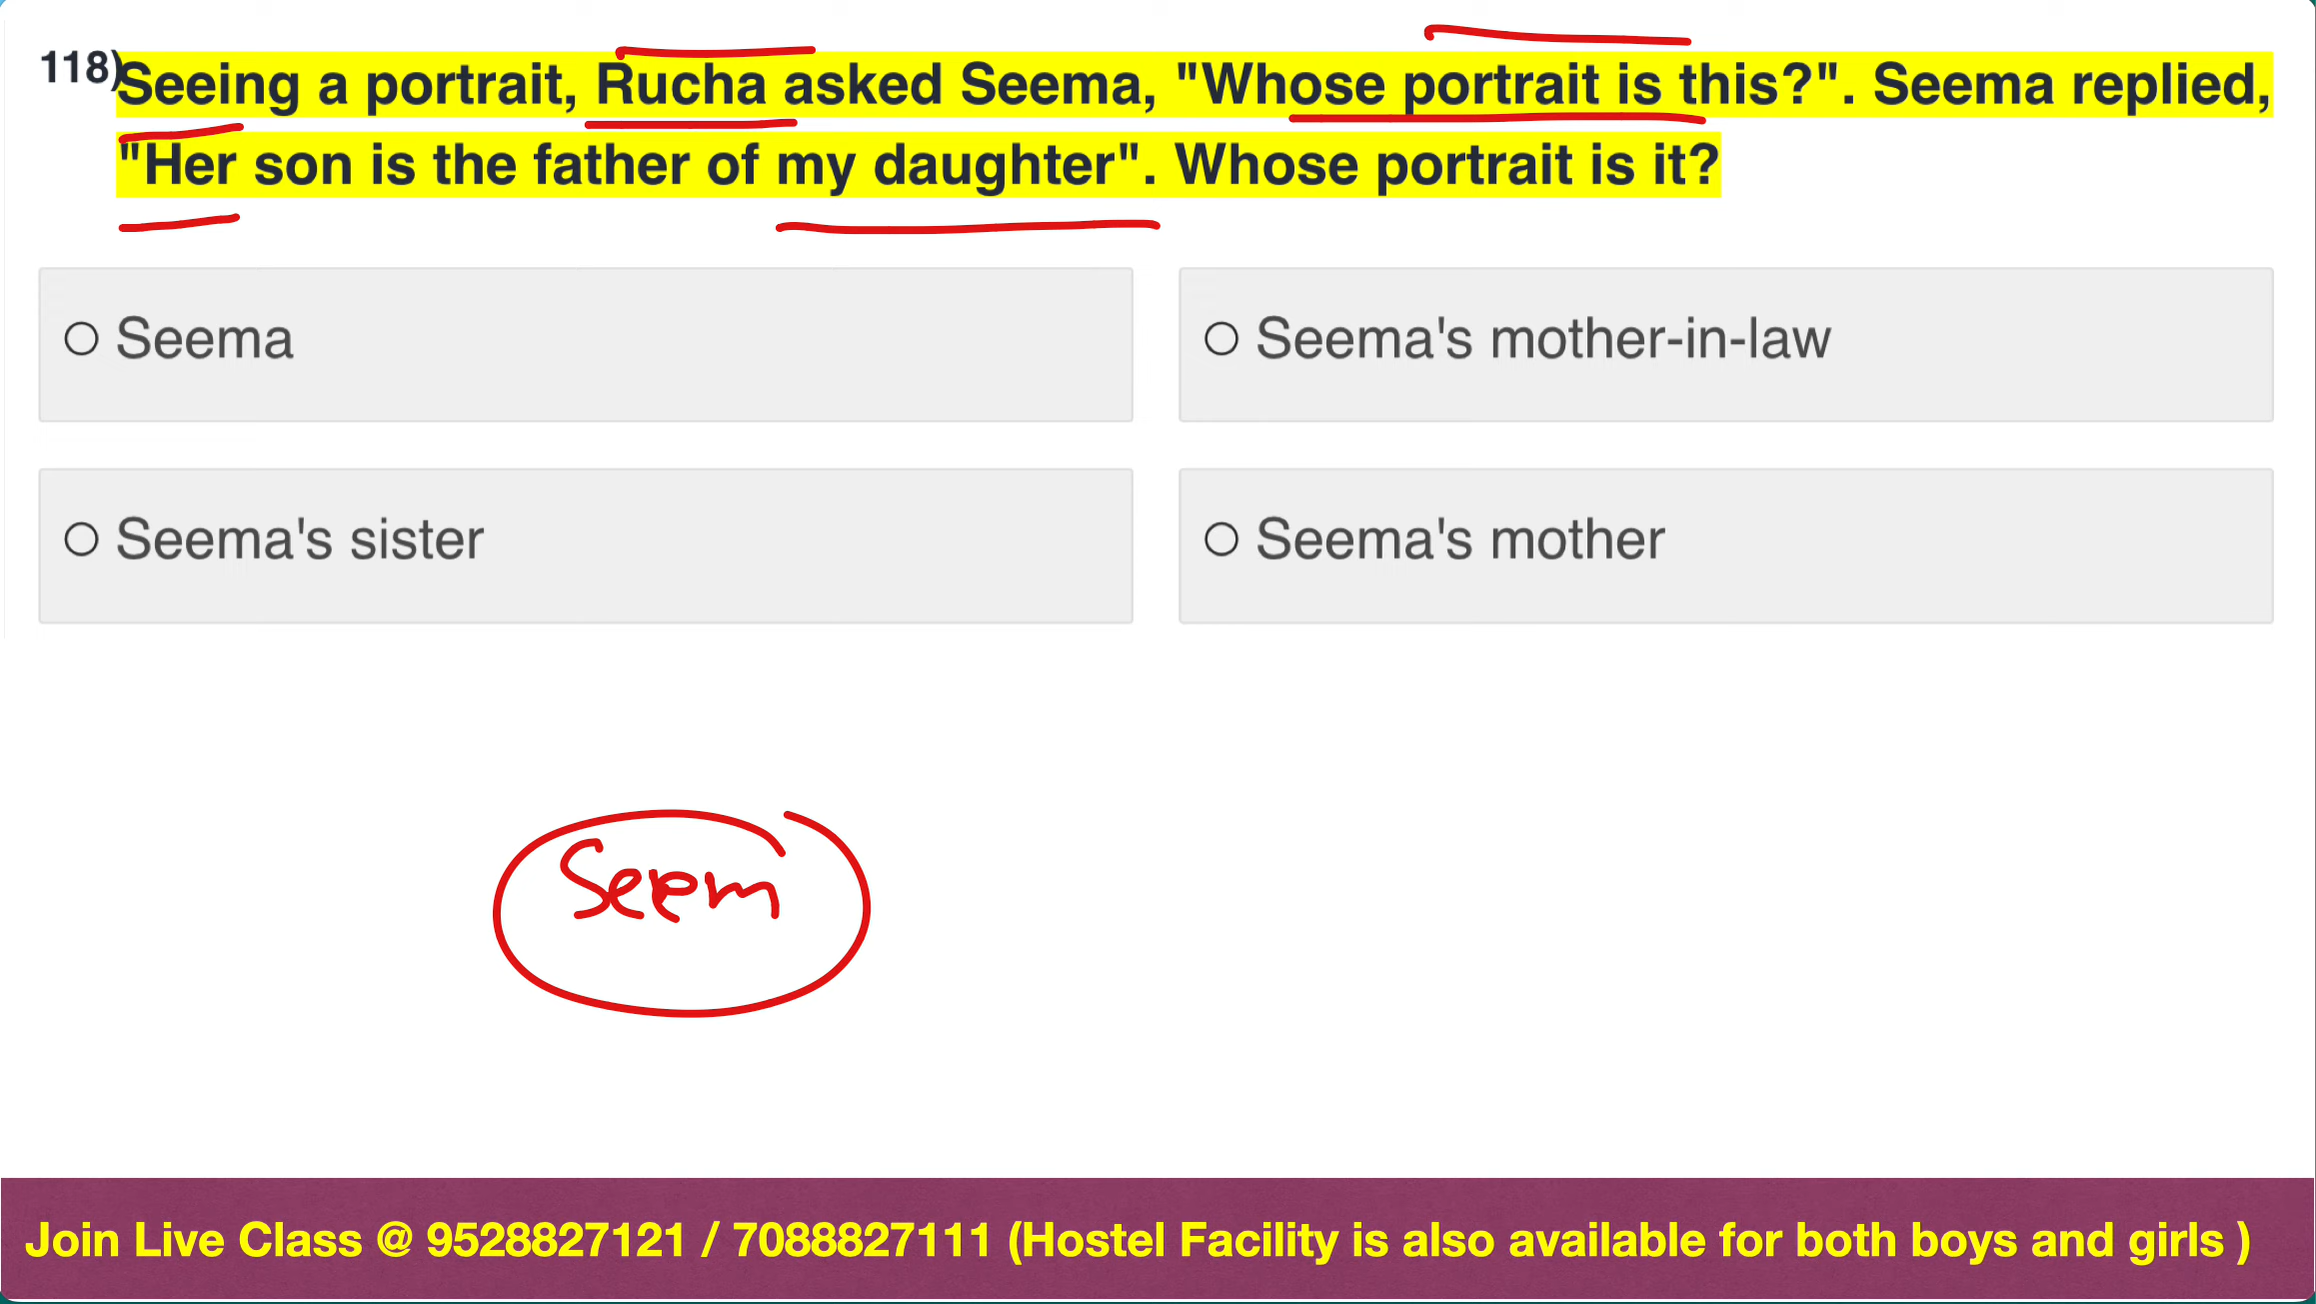 118)Seeing a portrait, Rucha asked Seema, "Whose portrait is this?". Seema replied,
"Her son is the father of my daughter". Whose portrait is it?
Seema
Seema's mother-in-law
Seema's sister
Seema's mother
Seem
Join Live Class @ 9528827121 / 7088827111 (Hostel Facility is also available for both boys and girls )